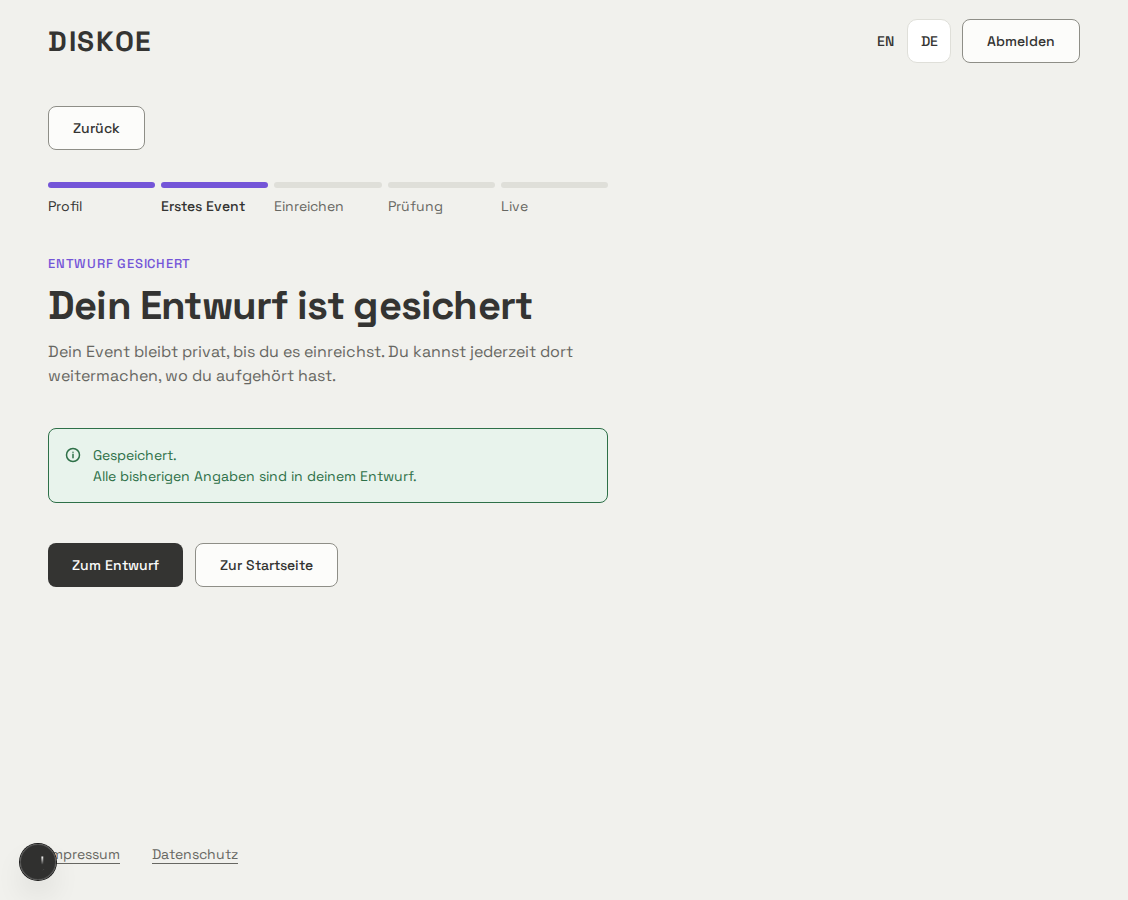 DISKOE
EN DE Abmelden
Zurück
Profil Erstes Event Einreichen Prüfung Live
ENTWURF GESICHERT
Dein Entwurf ist gesichert
Dein Event bleibt privat, bis du es einreichst. Du kannst jederzeit dort
weitermachen, wo du aufgehört hast.
Gespeichert.
Alle bisherigen Angaben sind in deinem Entwurf.
Zum Entwurf Zur Startseite
mpressum Datenschutz